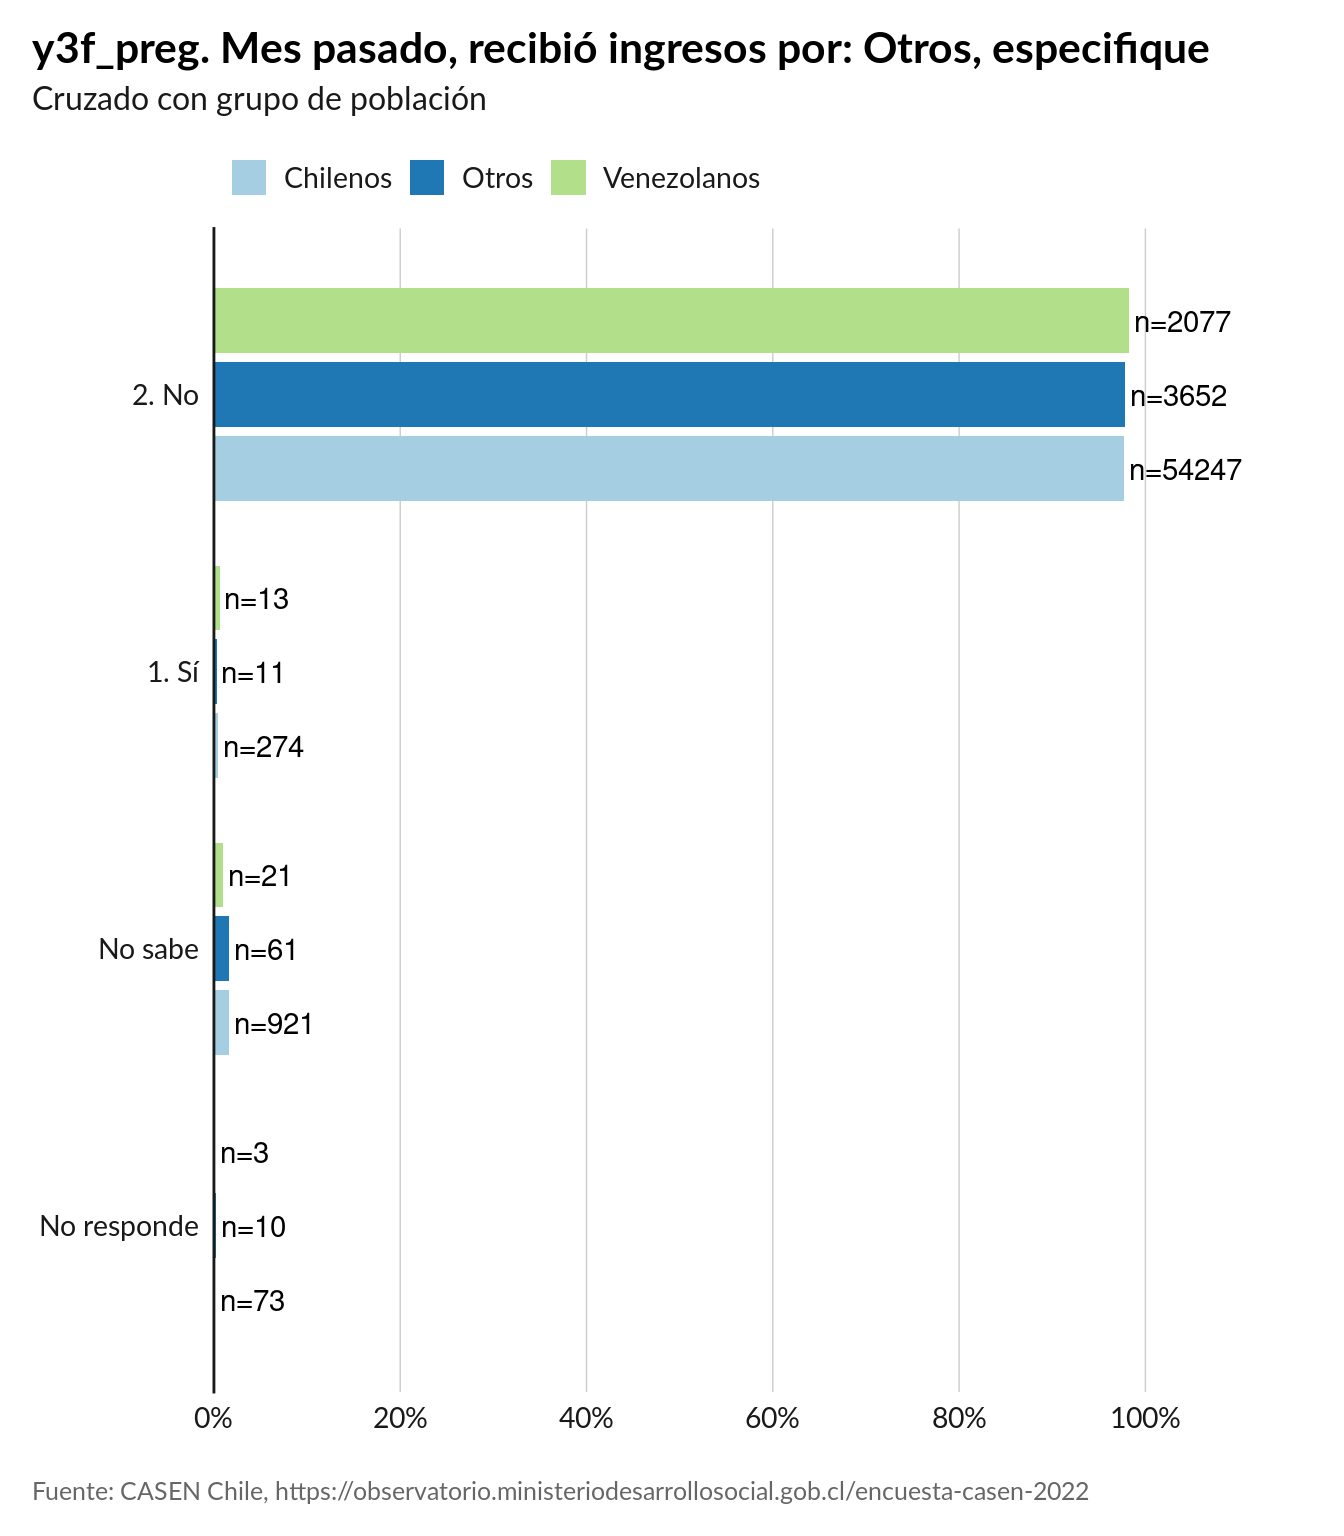 y3f_preg. Mes pasado, recibió ingresos por: Otros, especifique
Cruzado con grupo de población
Chilenos Otros Venezolanos
n=2077
2. No n=3652
n=54247
n=13
1. Sí n=11
n=274
n=21
No sabe n=61
n=921
n=3
No responde n=10
n=73
0% 20% 40% 60% 80% 100%
Fuente: CASEN Chile, https://observatorio.ministeriodesarrollosocial.gob.cl/encuesta-casen-2022